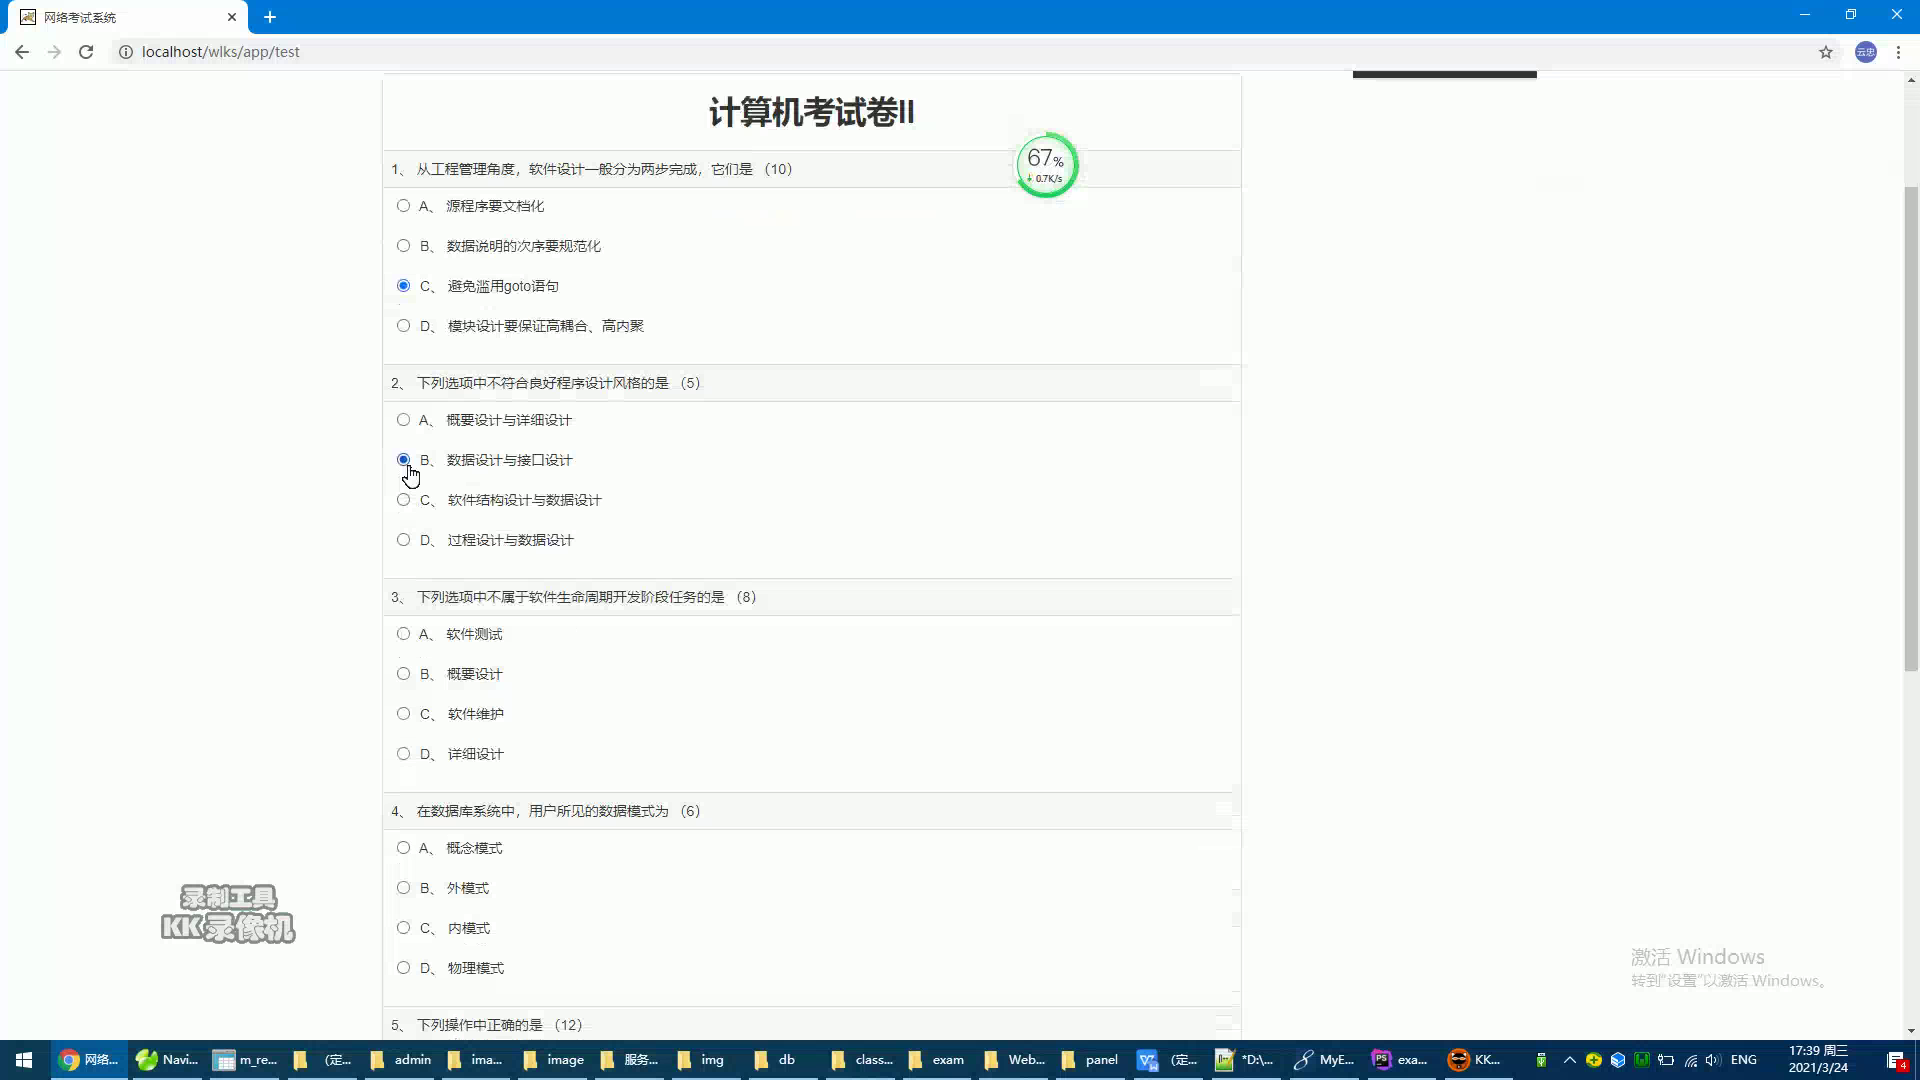 网络考试系统
localhost/wlks/app/test
云忠
计算机考试卷II
67%
0.7K/s
1、 从工程管理角度，软件设计一般分为两步完成，它们是 （10）
A、 源程序要文档化
B、 数据说明的次序要规范化
C、 避免滥用goto语句
D、 模块设计要保证高耦合、高内聚
2、 下列选项中不符合良好程序设计风格的是 （5）
A、 概要设计与详细设计
B、 数据设计与接口设计
C、 软件结构设计与数据设计
D、 过程设计与数据设计
3、 下列选项中不属于软件生命周期开发阶段任务的是 （8）
A、 软件测试
B、 概要设计
C、 软件维护
D、 详细设计
4、 在数据库系统中，用户所见的数据模式为 （6）
A、 概念模式
B、 外模式
C、 内模式
D、 物理模式
5、 下列操作中正确的是 （12）
录制工具
KK录像机
激活 Windows
转到"设置"以激活 Windows。
网络... Navi... m_re... (定... admin ima... image 服务... img db class... exam Web... panel (定... *D:\... MyE... exa... KK... ENG
17:39 周三
2021/3/24
4